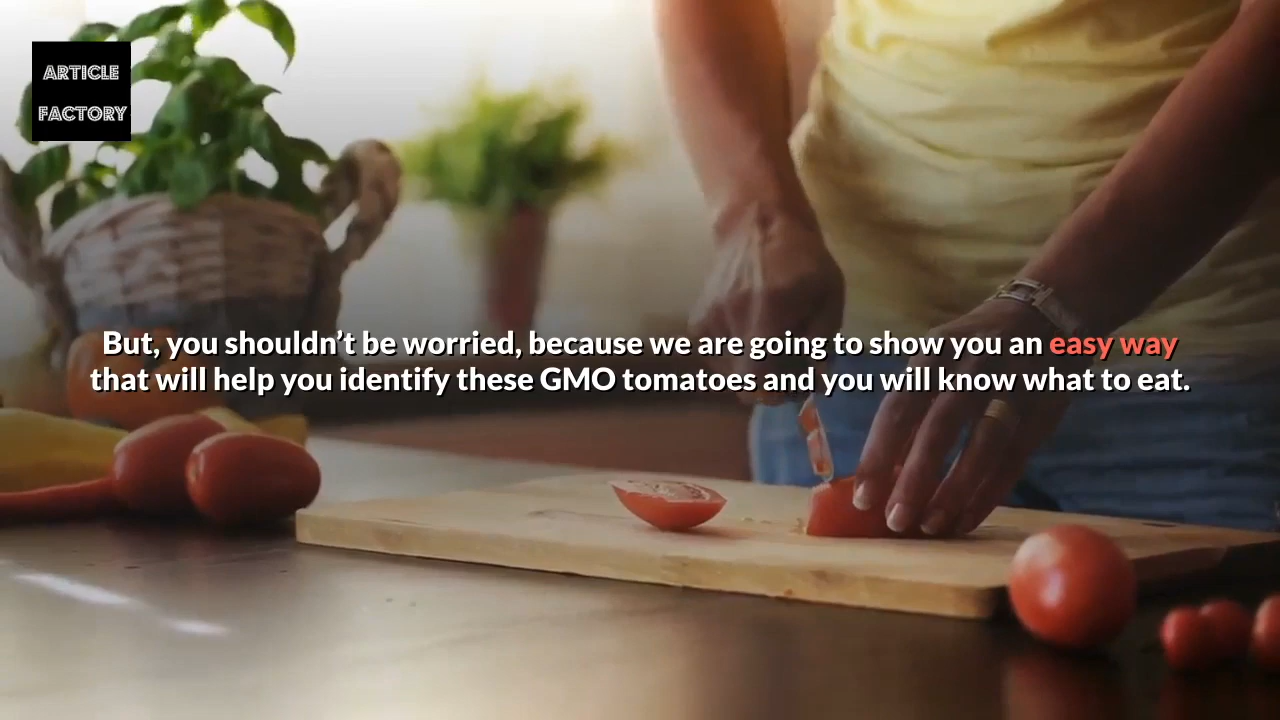 ARTICLE
FACTORY
But, you shouldn’t be worried, because we are going to show you an easy way
that will help you identify these GMO tomatoes and you will know what to eat.